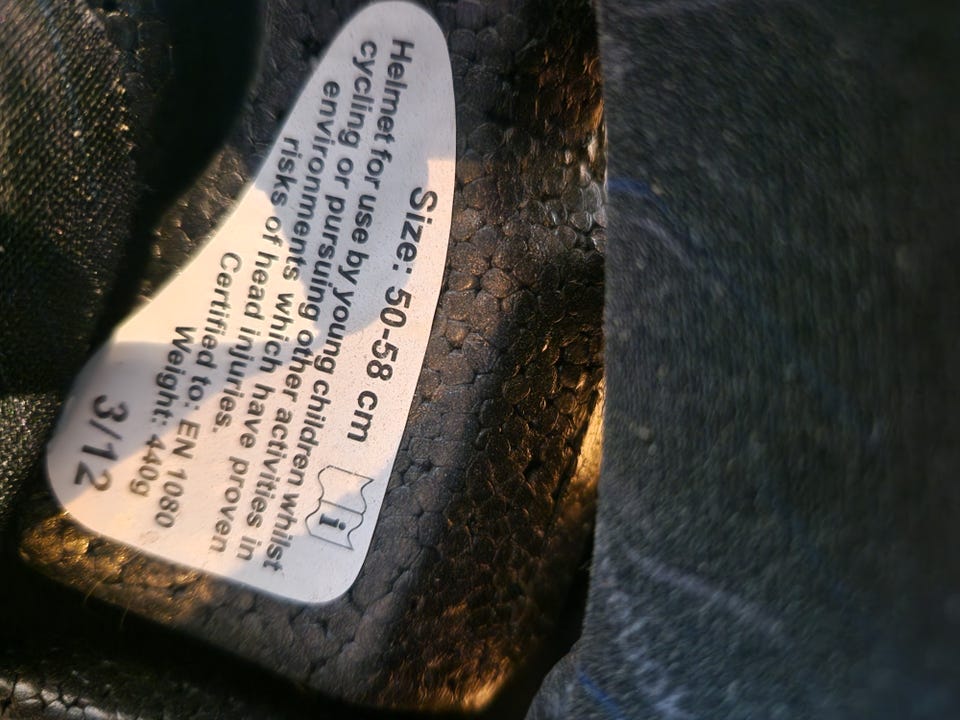 Size: 50-58 cm
Helmet for use by young children whilst
cycling or pursuing other activities in
environments which have proven
risks of head injuries.
Certified to: EN 1080
Weight: 440g
3/12
i